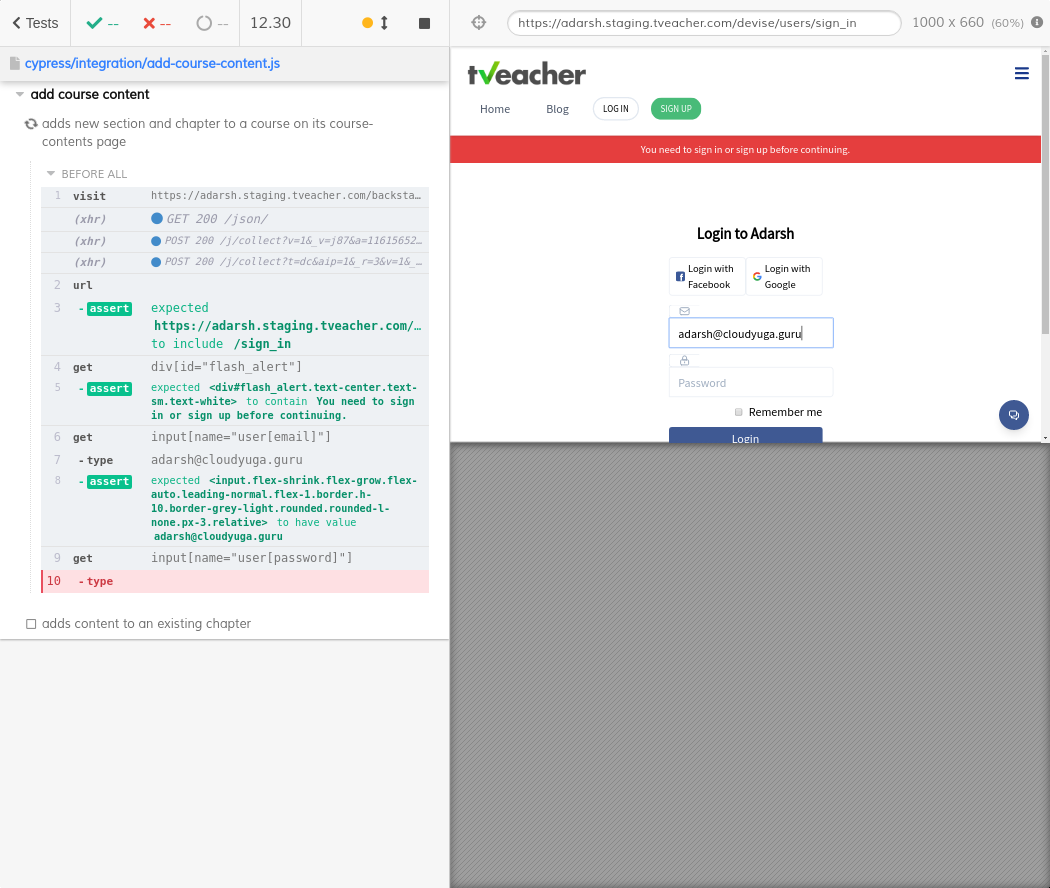 Tests
--
--
--
12.30
https://adarsh.staging.tveacher.com/devise/users/sign_in
1000 x 660 (60%)
cypress/integration/add-course-content.js
add course content
adds new section and chapter to a course on its course-
contents page
BEFORE ALL
1 visit https://adarsh.staging.tveacher.com/backsta…
(xhr) GET 200 /json/
(xhr) POST 200 /j/collect?v=1&_v=j87&a=11615652…
(xhr) POST 200 /j/collect?t=dc&aip=1&_r=3&v=1&_…
2 url
3 - assert expected
https://adarsh.staging.tveacher.com/…
to include /sign_in
4 get div[id="flash_alert"]
5 - assert expected <div#flash_alert.text-center.text-
sm.text-white> to contain You need to sign
in or sign up before continuing.
6 get input[name="user[email]"]
7 - type adarsh@cloudyuga.guru
8 - assert expected <input.flex-shrink.flex-grow.flex-
auto.leading-normal.flex-1.border.h-
10.border-grey-light.rounded.rounded-l-
none.px-3.relative> to have value
adarsh@cloudyuga.guru
9 get input[name="user[password]"]
10 - type
adds content to an existing chapter
tveacher
Home Blog LOG IN SIGN UP
You need to sign in or sign up before continuing.
Login to Adarsh
Login with
Facebook
Login with
Google
adarsh@cloudyuga.guru
Password
Remember me
Login